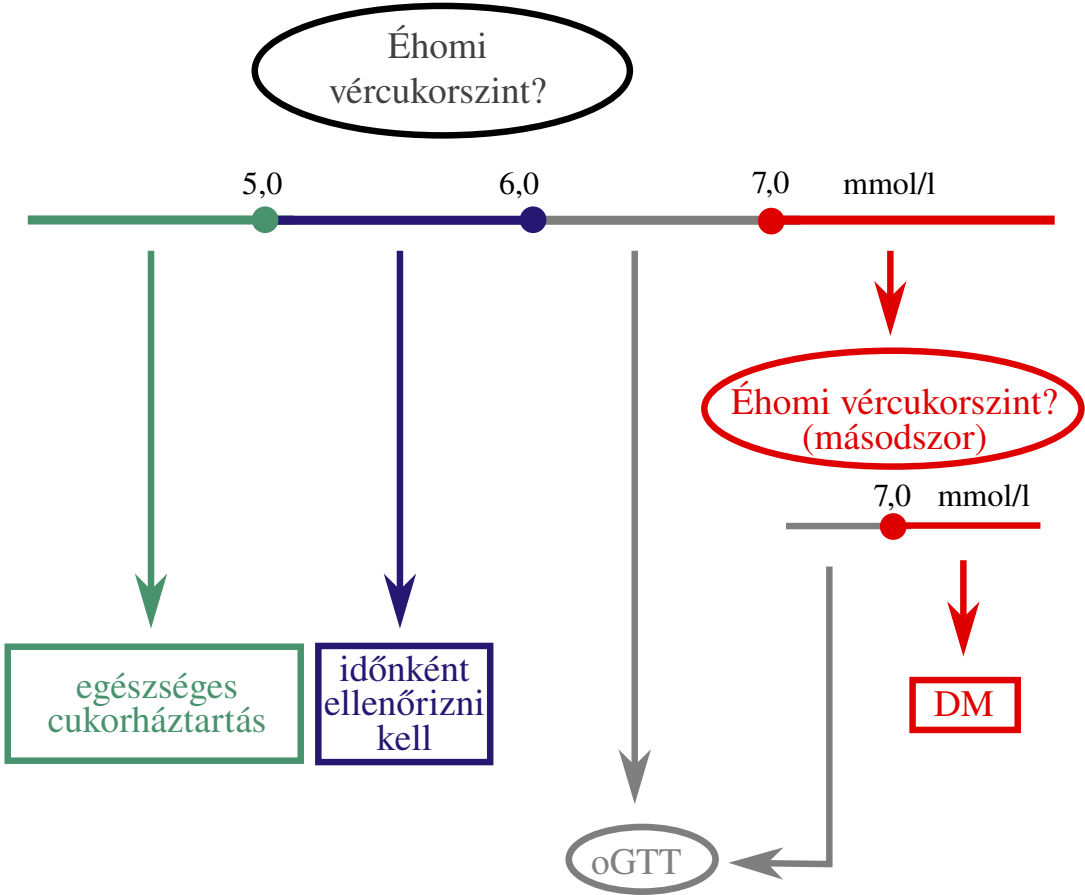 Éhomi
vércukorszint?
5,0 6,0 7,0 mmol/l
Éhomi vércukorszint?
(másodszor)
7,0 mmol/l
egészséges
cukorháztartás
időnként
ellenőrizni
kell
DM
oGTT